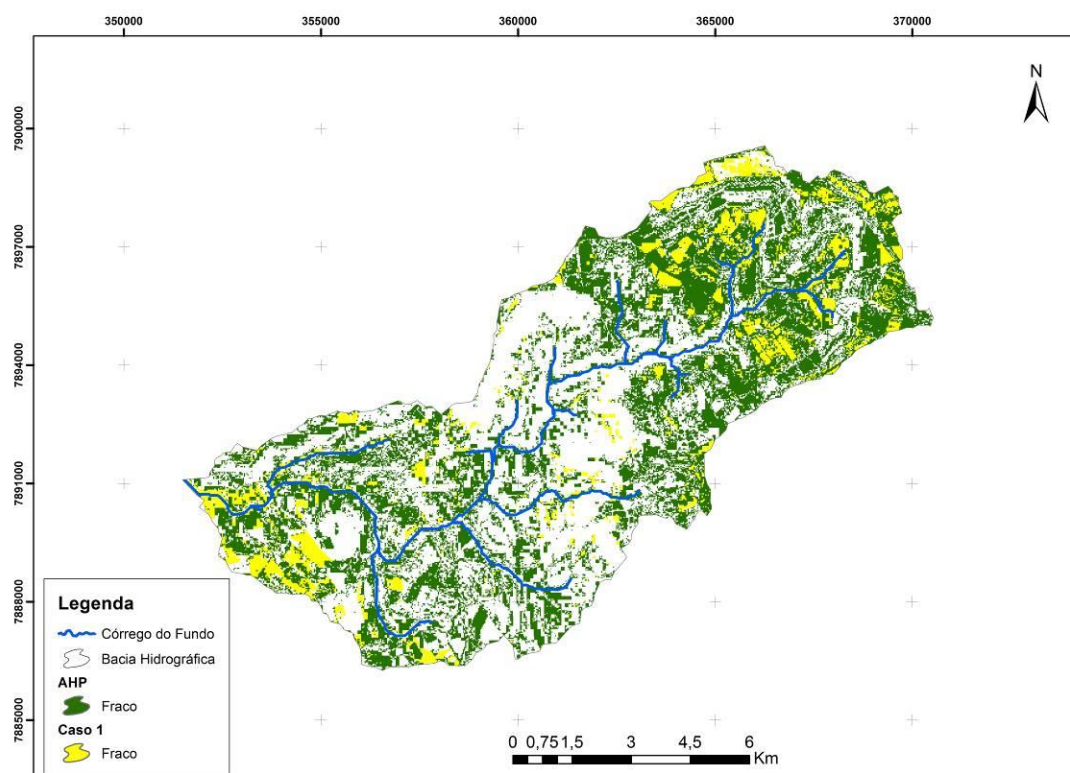 350000 355000 360000 365000 370000
N
7900000
7897000
7894000
7891000
7888000
7885000
Legenda
Córrego do Fundo
Bacia Hidrográfica
AHP
Fraco
Caso 1
Fraco
0 0,75 1,5 3 4,5 6
Km